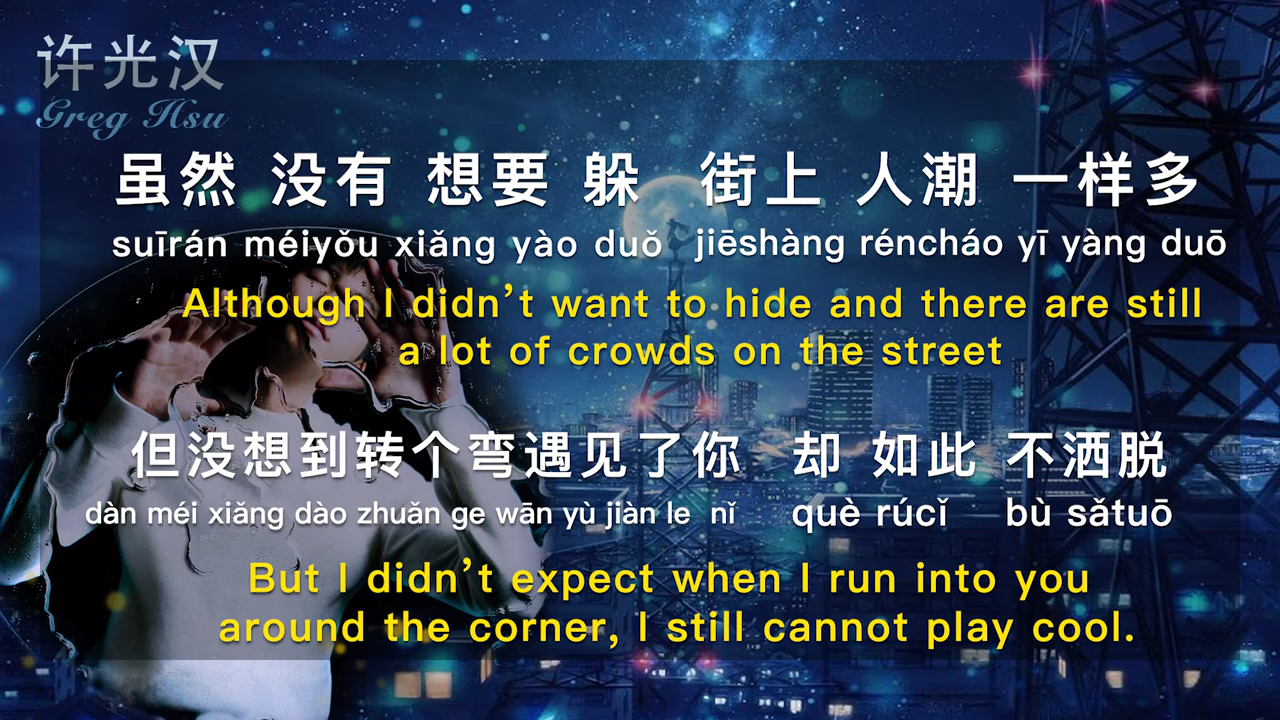 许光汉
Greg Hsu
虽然 没有 想要 躲 街上 人潮 一样多
suīrán méiyǒu xiǎng yào duǒ jiēshàng réncháo yī yàng duō
Although I didn’t want to hide and there are still
a lot of crowds on the street
但没想到转个弯遇见了你 却 如此 不洒脱
dàn méi xiǎng dào zhuǎn ge wān yù jiàn le nǐ què rúcǐ bù sǎtuō
But I didn’t expect when I run into you
around the corner, I still cannot play cool.